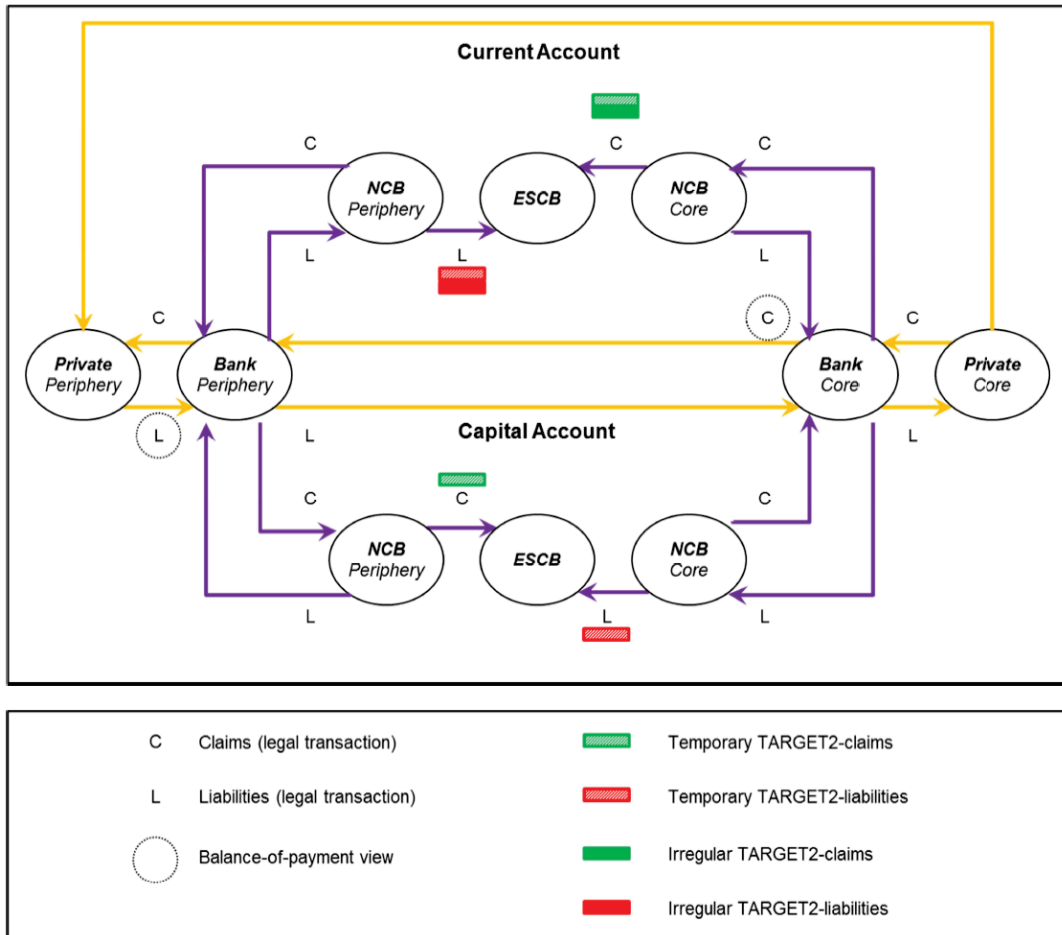 Current Account
C
C
C
NCB
Periphery
ESCB
NCB
Core
L
L
L
C
C
C
Private
Periphery
Bank
Periphery
Bank
Core
Private
Core
L
L
Capital Account
L
C
C
C
NCB
Periphery
ESCB
NCB
Core
L
L
L
C Claims (legal transaction)
Temporary TARGET2-claims
L Liabilities (legal transaction)
Temporary TARGET2-liabilities
Balance-of-payment view
Irregular TARGET2-claims
Irregular TARGET2-liabilities